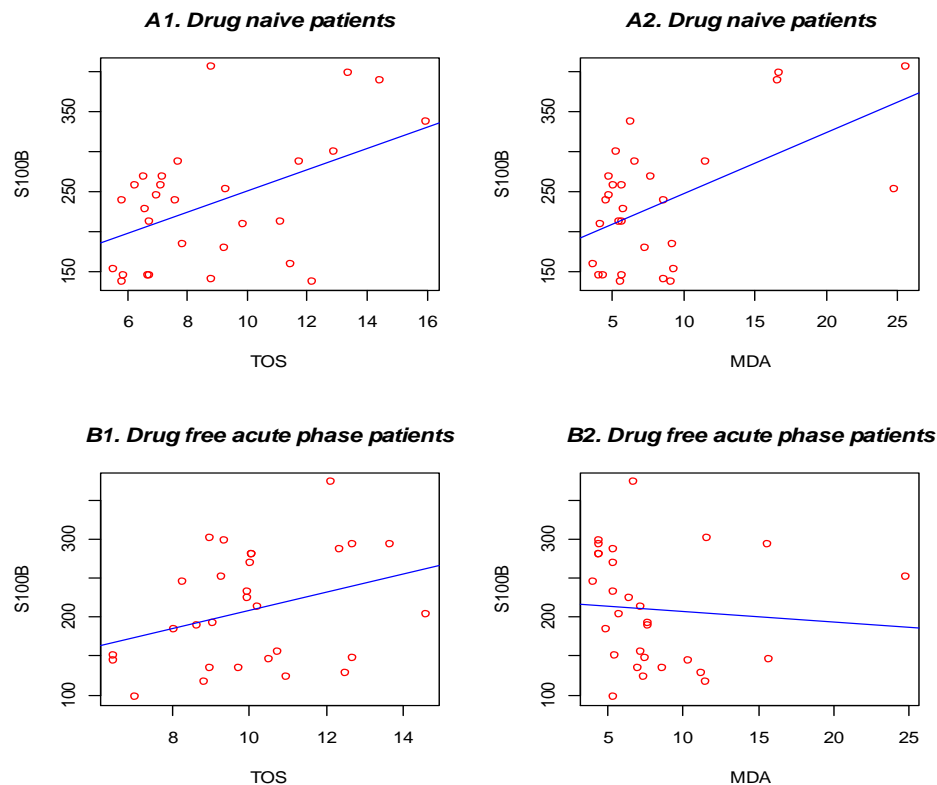 A1. Drug naive patients
S100B
150 250 350
6 8 10 12 14 16
TOS
A2. Drug naive patients
S100B
150 250 350
5 10 15 20 25
MDA
B1. Drug free acute phase patients
S100B
100 200 300
8 10 12 14
TOS
B2. Drug free acute phase patients
S100B
100 200 300
5 10 15 20 25
MDA